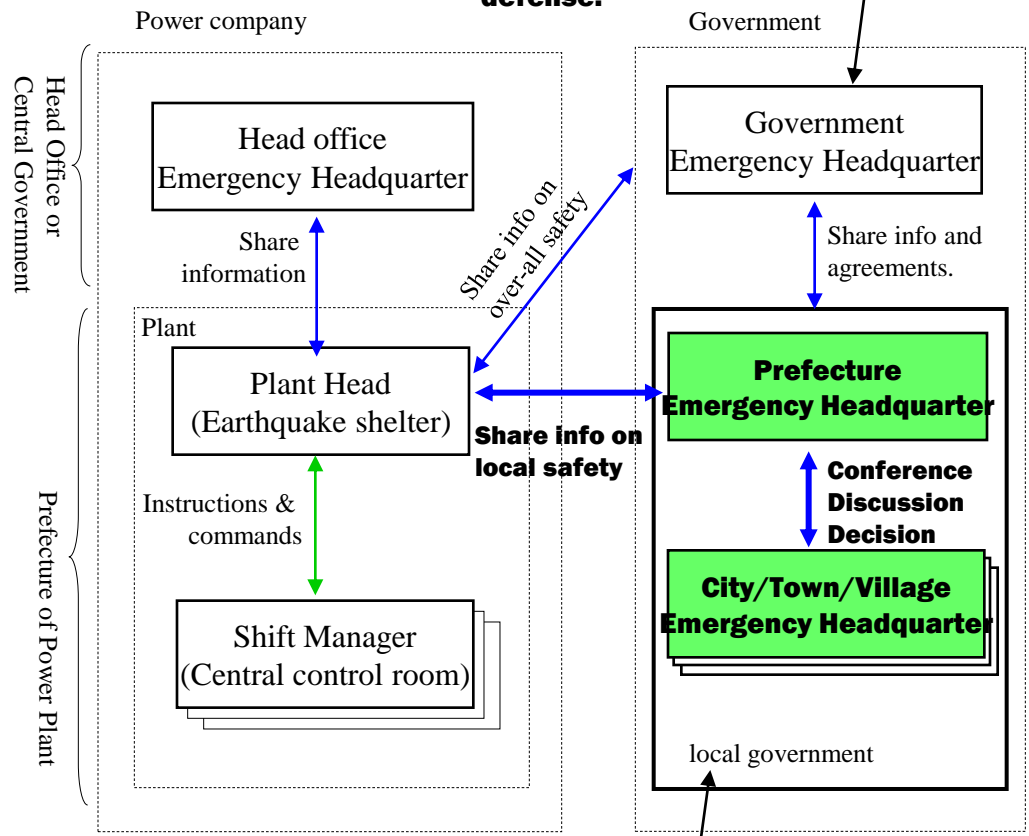 defense.
Power company
Government
Head Office or
Central Government
Head office
Emergency Headquarter
Government
Emergency Headquarter
Share
information
Share info on
over-all safety
Share info and
agreements.
Plant
Plant Head
(Earthquake shelter)
Prefecture
Emergency Headquarter
Share info on
local safety
Prefecture of Power Plant
Instructions &
commands
Conference
Discussion
Decision
Shift Manager
(Central control room)
City/Town/Village
Emergency Headquarter
local government